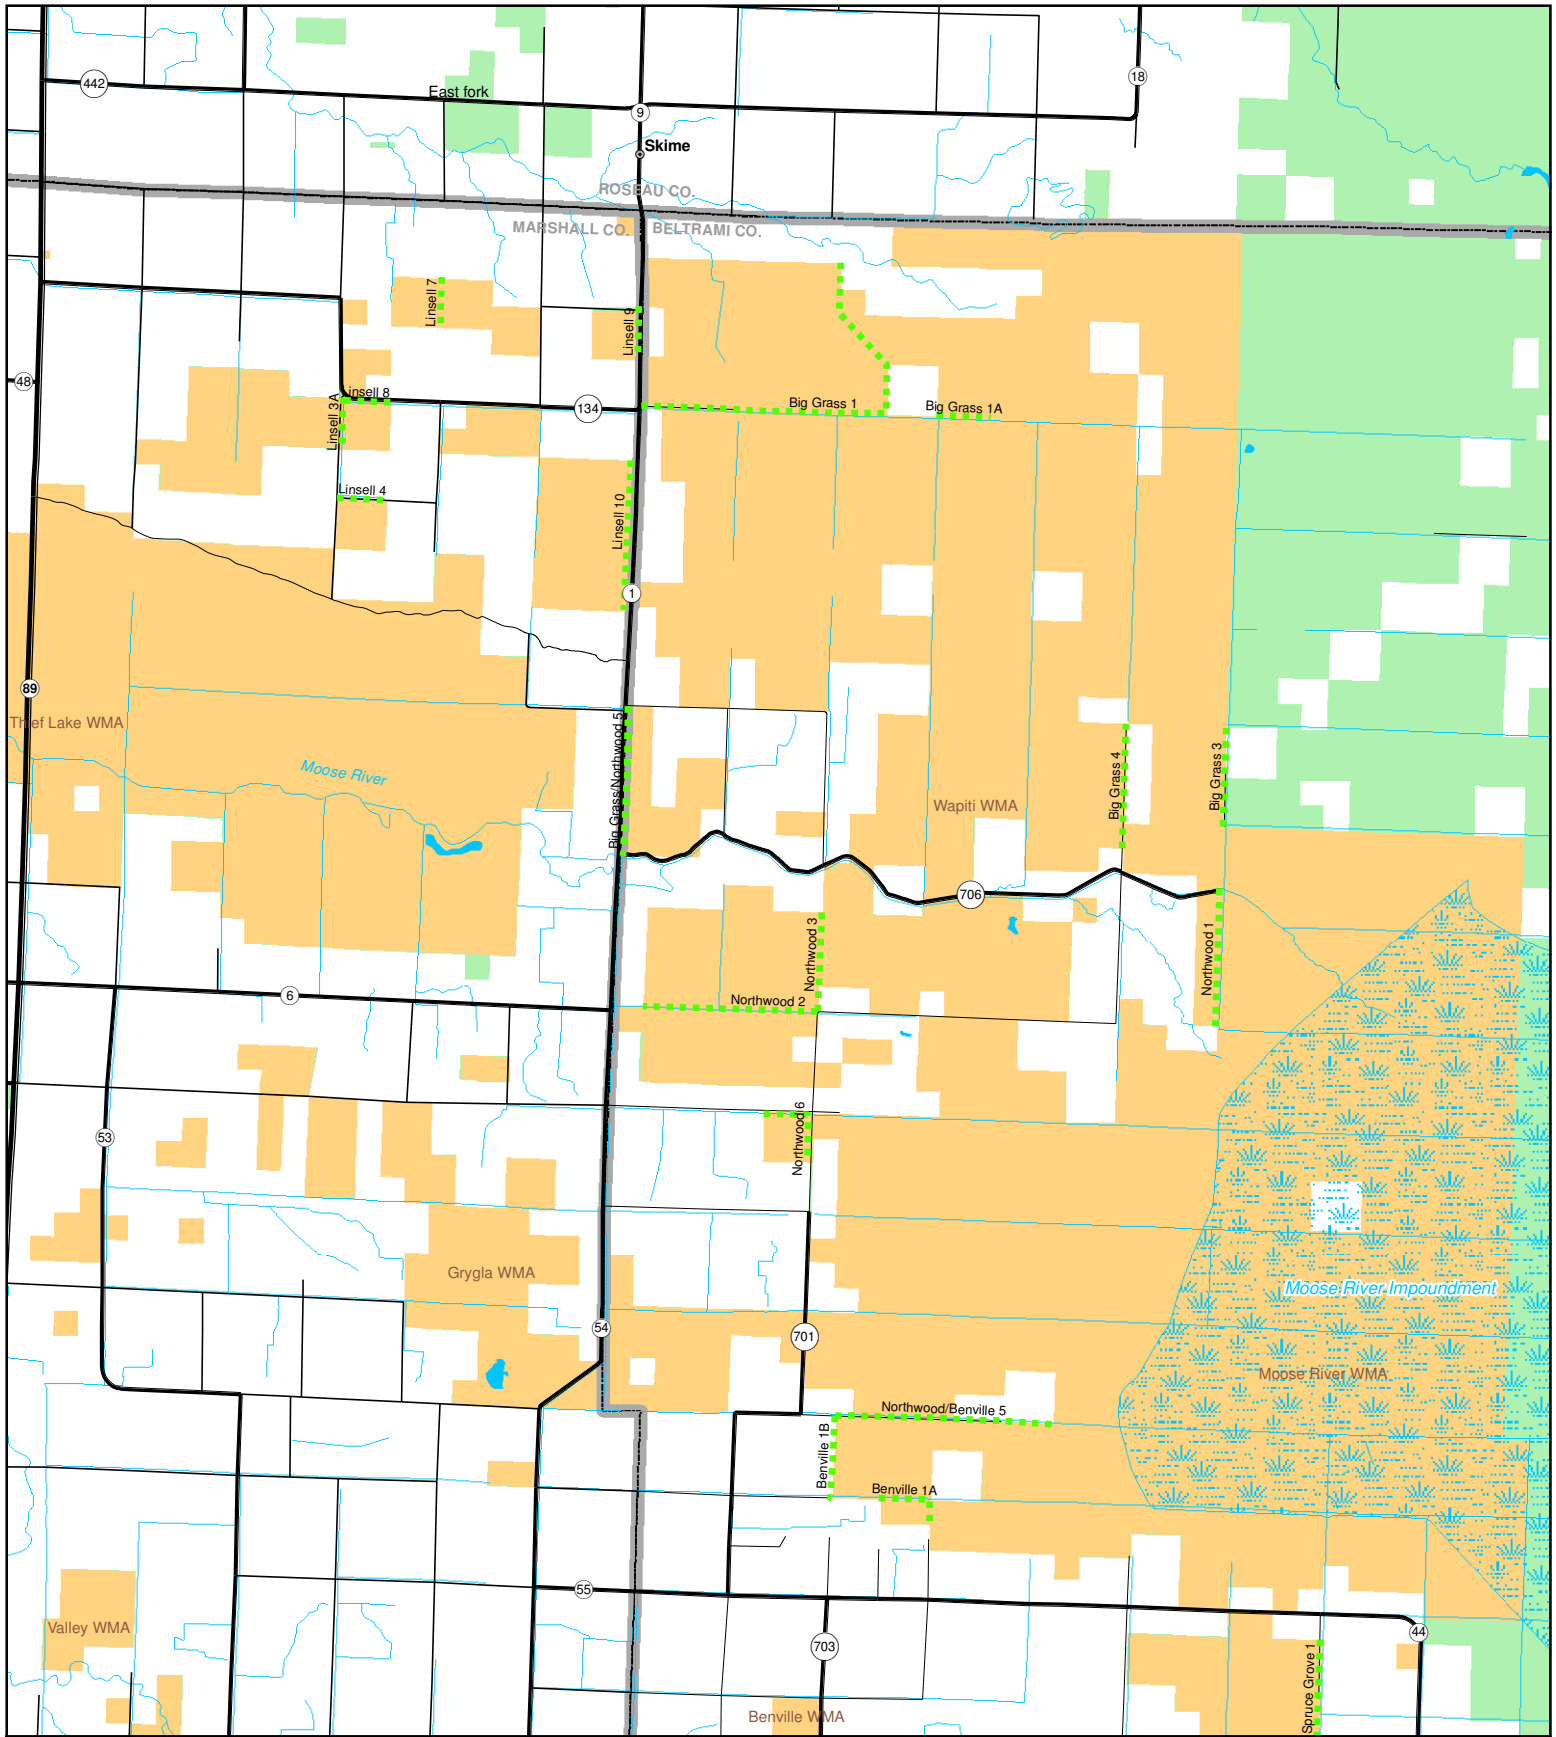 18
442
East fork
9
Skime
ROSEAU CO.
MARSHALL CO.
BELTRAMI CO.
Linsell 7
Linsell 9
48
Linsell 8
Linsell 3A
134
Big Grass 1
Big Grass 1A
Linsell 4
Linsell 10
1
89
Thief Lake WMA
Big Grass/Northwood 5
Moose River
Big Grass 4
Big Grass 3
Wapiti WMA
706
Northwood 3
Northwood 1
6
Northwood 2
53
Northwood 6
Grygla WMA
Moose River Impoundment
54
701
Moose River WMA
Northwood/Benville 5
Benville 1B
Benville 1A
55
Valley WMA
703
44
Spruce Grove 1
Benville WMA